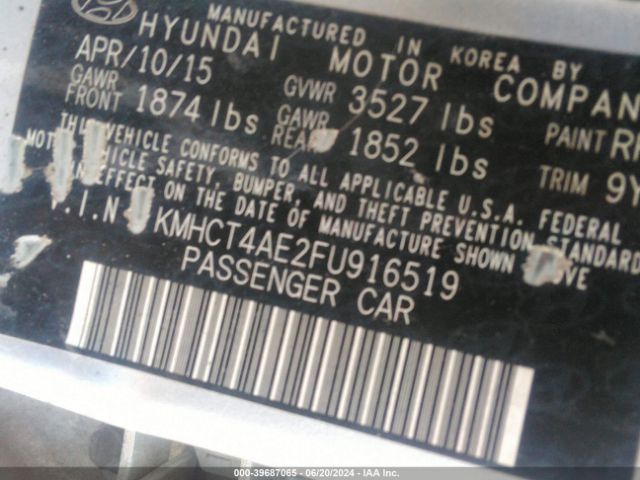 MANUFACTURED IN KOREA BY
HYUNDAI MOTOR COMPAN
APR/10/15 GVWR 3527 lbs PAINT
GAWR FRONT 1874 lbs GAWR REAR 1852 lbs TRIM 9Y
THIS VEHICLE CONFORMS TO ALL APPLICABLE U.S.A. FEDERAL
MOTOR VEHICLE SAFETY, BUMPER, AND THEFT PREVENTION STANDARD
IN EFFECT ON THE DATE OF MANUFACTURE SHOWN
V.I.N KMHCT4AE2FU916519
PASSENGER CAR
000-39687065 - 06/20/2024 - IAA Inc.